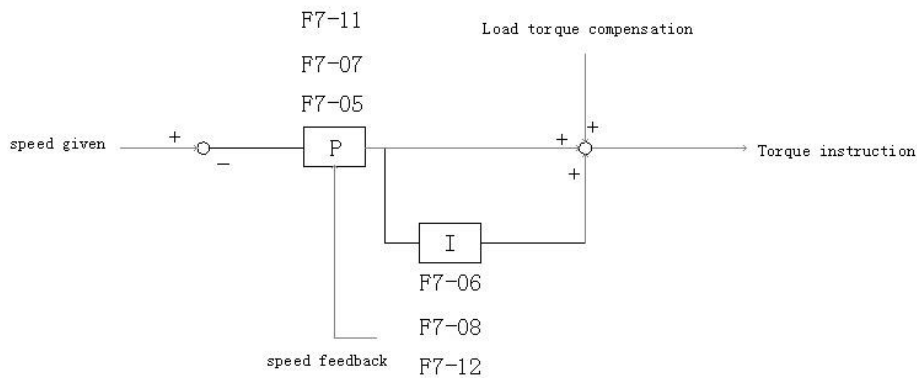 F7-11
Load torque compensation
F7-07
F7-05
+
+
+
speed given
−
P
Torque instruction
+
I
F7-06
F7-08
speed feedback
F7-12